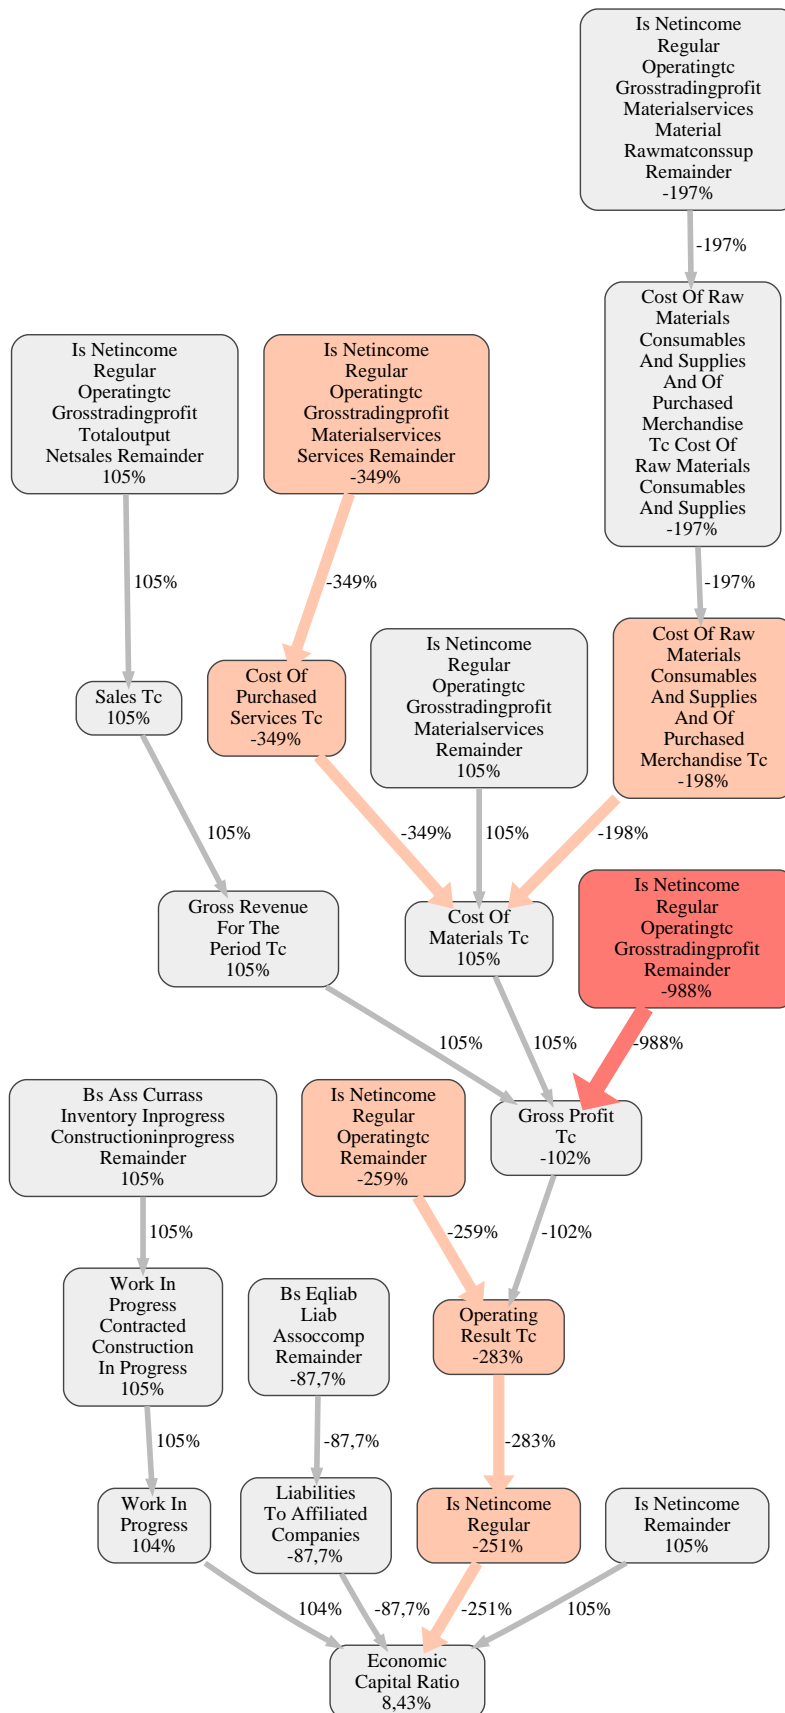 Is Netincome
Regular
Operatingtc
Grosstradingprofit
Materialservices
Material
Rawmatconssup
Remainder
-197%
-197%
Cost Of Raw
Materials
Consumables
And Supplies
And Of
Purchased
Merchandise
Tc Cost Of
Raw Materials
Consumables
And Supplies
-197%
Is Netincome
Regular
Operatingtc
Grosstradingprofit
Totaloutput
Netsales Remainder
105%
Is Netincome
Regular
Operatingtc
Grosstradingprofit
Materialservices
Services Remainder
-349%
105%
-349%
-197%
Sales Tc
105%
Cost Of
Purchased
Services Tc
-349%
Is Netincome
Regular
Operatingtc
Grosstradingprofit
Materialservices
Remainder
105%
Cost Of Raw
Materials
Consumables
And Supplies
And Of
Purchased
Merchandise Tc
-198%
105%
-349%
105%
-198%
Gross Revenue
For The
Period Tc
105%
Cost Of
Materials Tc
105%
Is Netincome
Regular
Operatingtc
Grosstradingprofit
Remainder
-988%
105%
105%
-988%
Bs Ass Currass
Inventory Inprogress
Constructioninprogress
Remainder
105%
Is Netincome
Regular
Operatingtc
Remainder
-259%
Gross Profit
Tc
-102%
105%
-259%
-102%
Work In
Progress
Contracted
Construction
In Progress
105%
Bs Eqliab
Liab
Assoccomp
Remainder
-87,7%
Operating
Result Tc
-283%
105%
-87,7%
-283%
Work In
Progress
104%
Liabilities
To Affiliated
Companies
-87,7%
Is Netincome
Regular
-251%
Is Netincome
Remainder
105%
104%
-87,7%
-251%
105%
Economic
Capital Ratio
8,43%